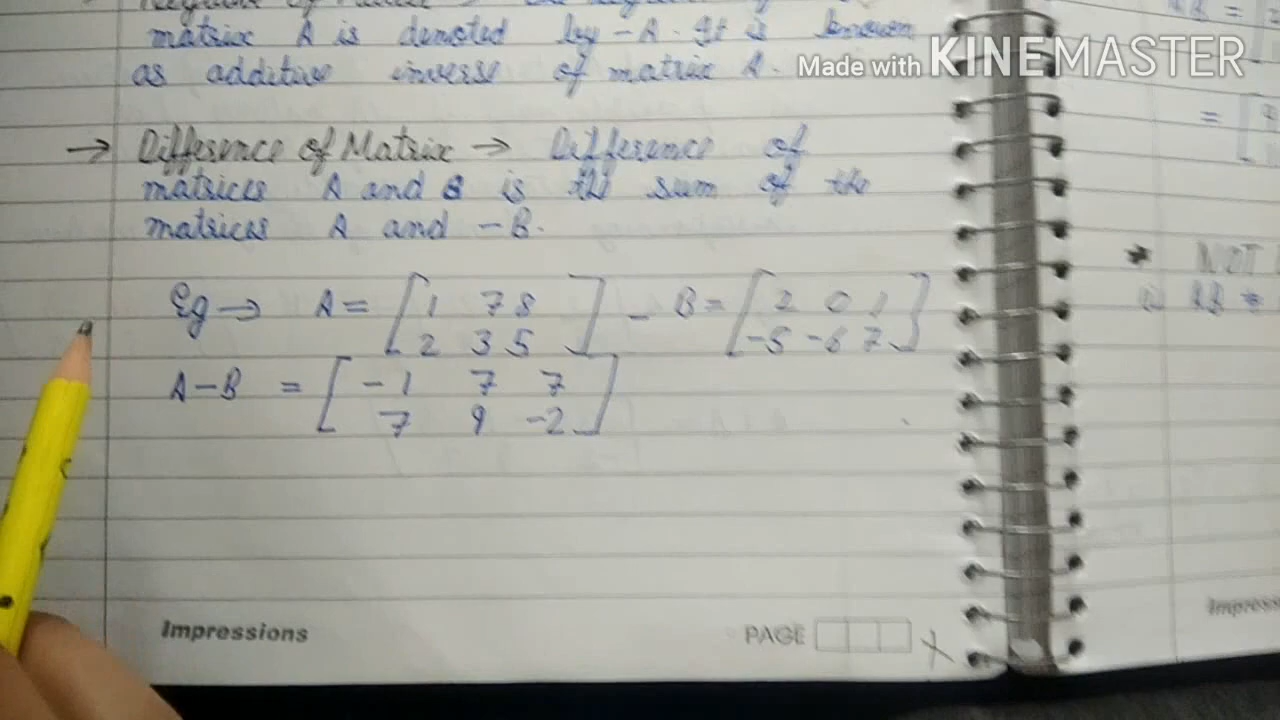 matrix A is denoted by -A. It is known
as additive inverse of matrix A.
Made with KINEMASTER
→ Difference of Matrix → Difference of
matrices A and B is the sum of the
matrices A and -B.
Eg → A = [ 1 7 8 ] - B = [ 2 0 1 ]
2 3 5 -5 -6 7
A-B = [ -1 7 7 ]
7 9 -2
Impressions PAGE
=
* NOT
Impress